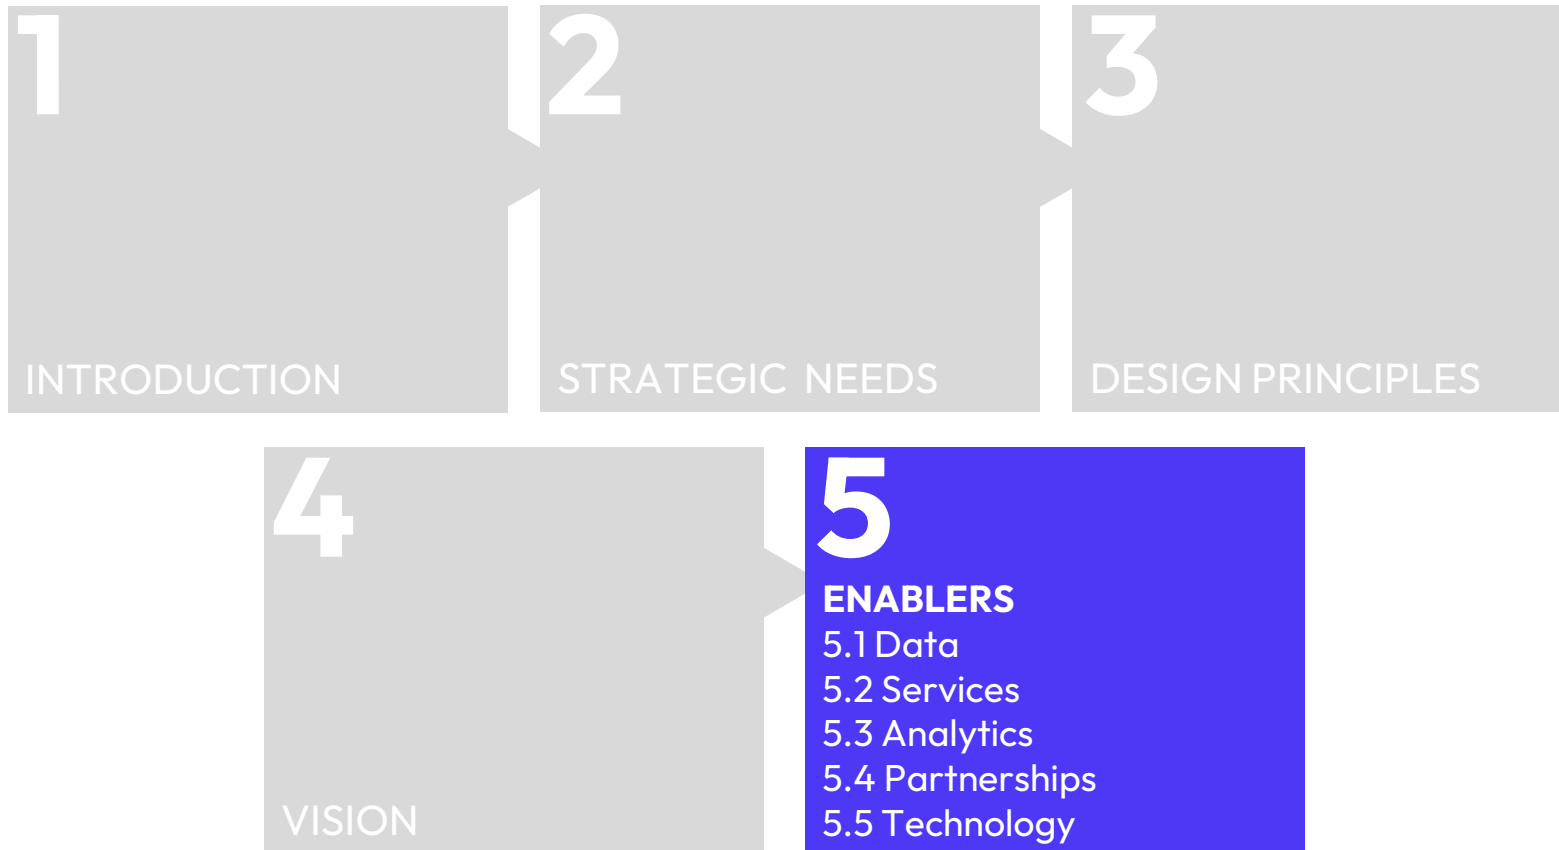 1
INTRODUCTION
2
STRATEGIC NEEDS
3
DESIGN PRINCIPLES
4
VISION
5
ENABLERS
5.1 Data
5.2 Services
5.3 Analytics
5.4 Partnerships
5.5 Technology